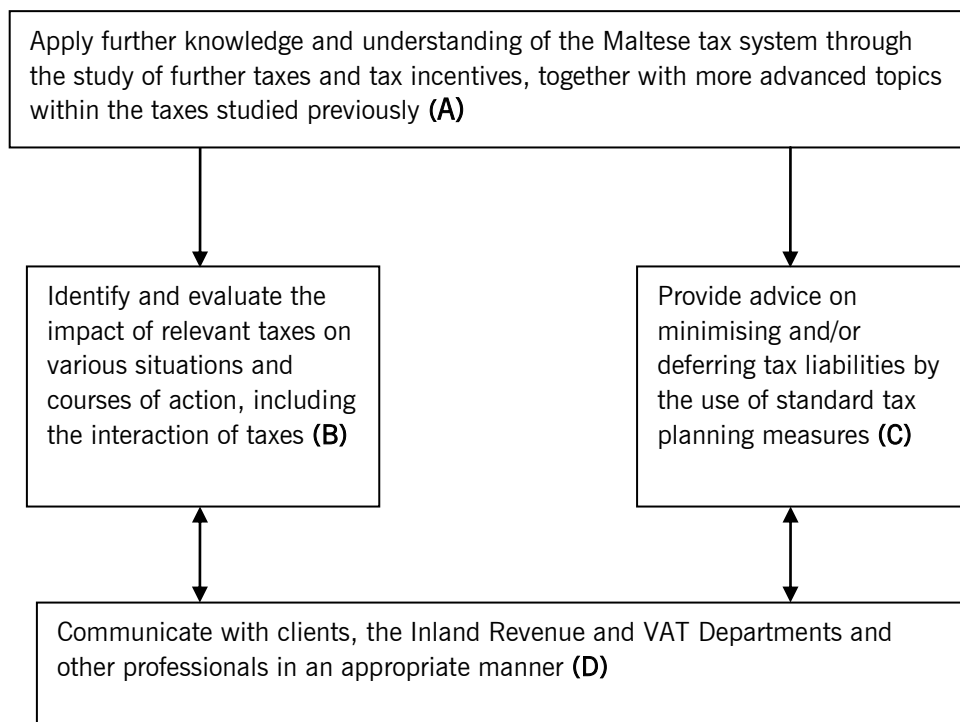 Apply further knowledge and understanding of the Maltese tax system through
the study of further taxes and tax incentives, together with more advanced topics
within the taxes studied previously (A)
Identify and evaluate the
impact of relevant taxes on
various situations and
courses of action, including
the interaction of taxes (B)
Provide advice on
minimising and/or
deferring tax liabilities by
the use of standard tax
planning measures (C)
Communicate with clients, the Inland Revenue and VAT Departments and
other professionals in an appropriate manner (D)